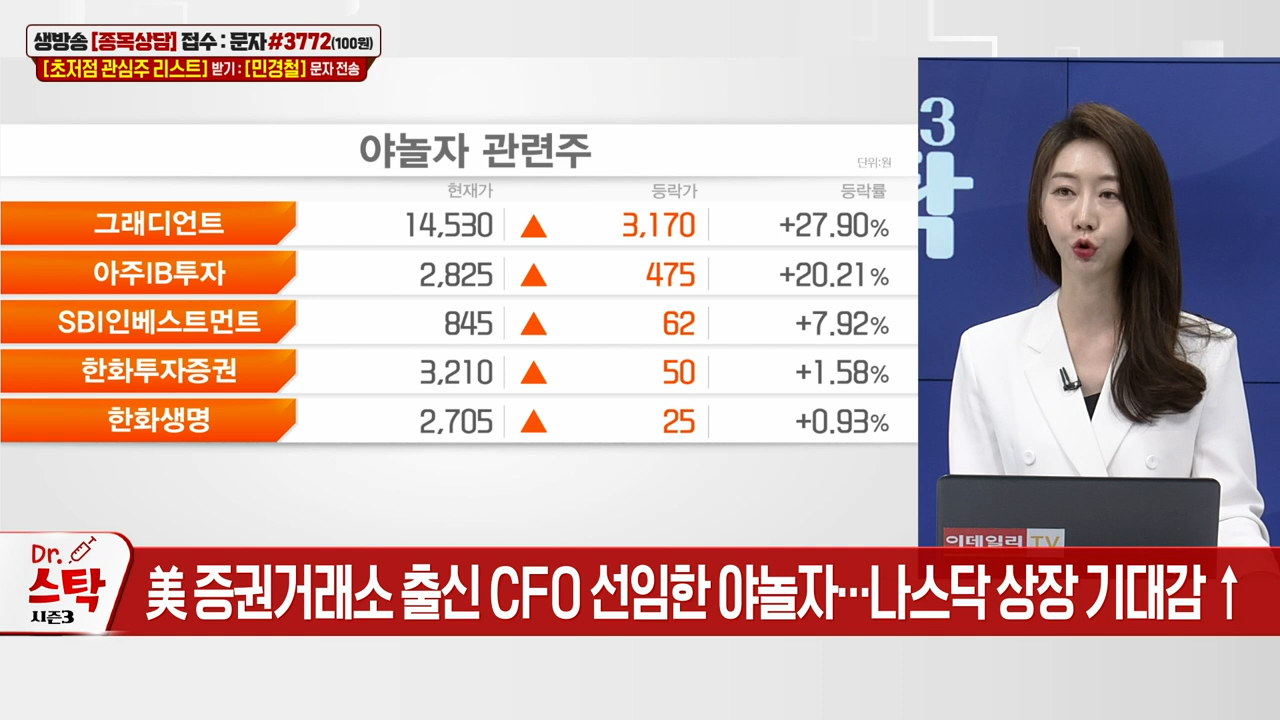 생방송 [종목상담] 접수 : 문자#3772(100원)
[초저점 관심주 리스트] 받기 : [민경철] 문자 전송
야놀자 관련주
단위:원
현재가 등락가 등락률
그래디언트 14,530 ▲ 3,170 +27.90%
아주IB투자 2,825 ▲ 475 +20.21%
SBI인베스트먼트 845 ▲ 62 +7.92%
한화투자증권 3,210 ▲ 50 +1.58%
한화생명 2,705 ▲ 25 +0.93%
3
탁
이데일리 TV
Dr.
스탁
시즌3
美 증권거래소 출신 CFO 선임한 야놀자…나스닥 상장 기대감↑